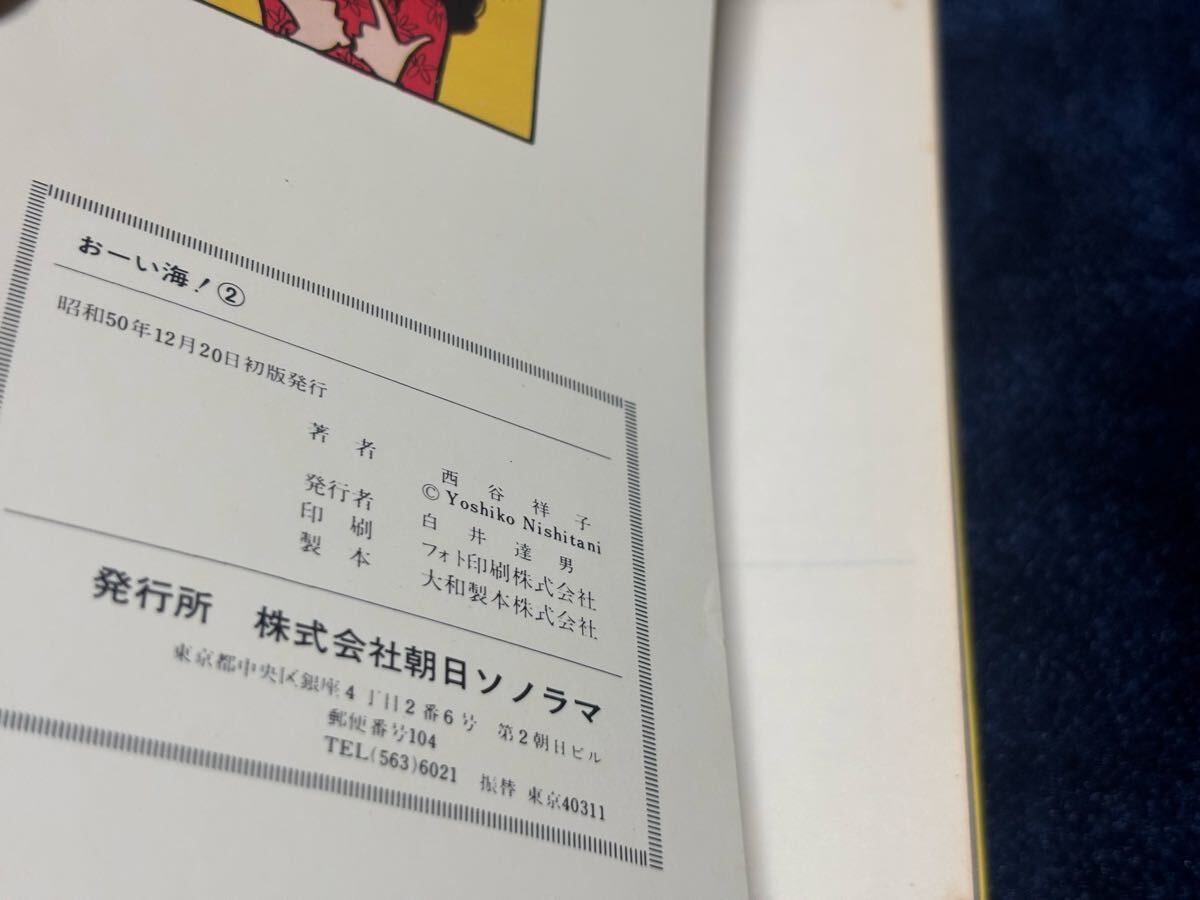 おーい海！②
昭和50年12月20日初版発行
著者 西谷祥子
© Yoshiko Nishitani
発行者 白井達男
印刷 フォト印刷株式会社
製本 大和製本株式会社
発行所 株式会社朝日ソノラマ
東京都中央区銀座4丁目2番6号 第2朝日ビル
郵便番号104
TEL(563)6021 振替 東京40311